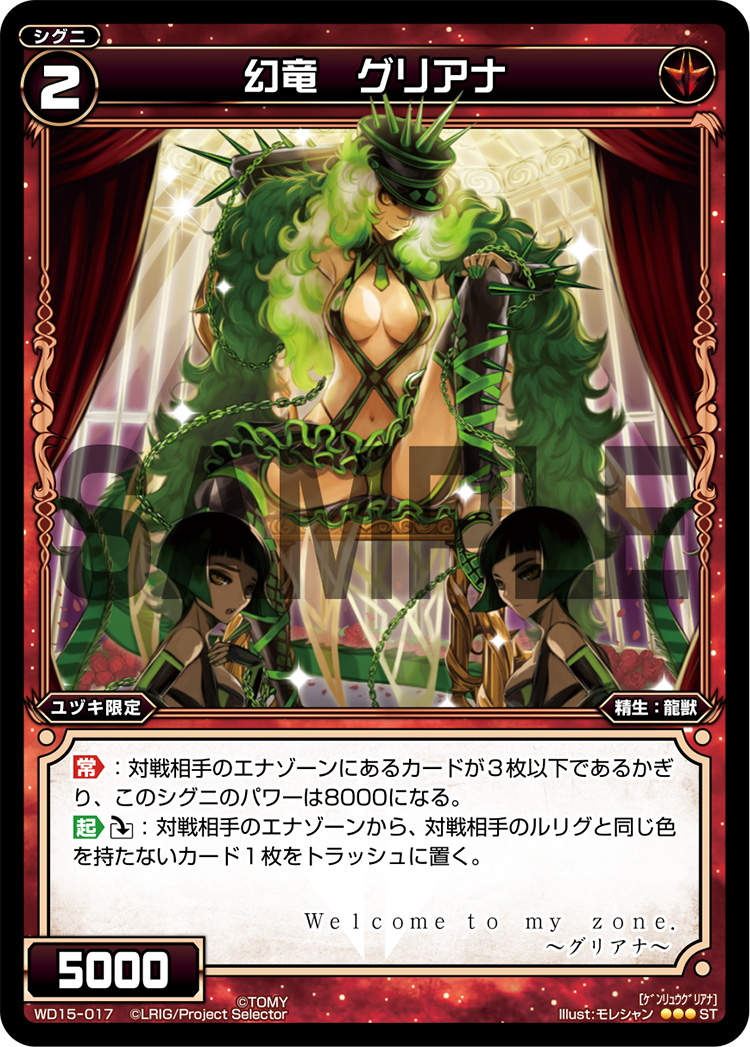 シグニ
2
幻竜　グリアナ
SAMPLE
ユヅキ限定
精生：龍獣
常：対戦相手のエナゾーンにあるカードが３枚以下であるかぎ
り、このシグニのパワーは8000になる。
起：対戦相手のエナゾーンから、対戦相手のルリグと同じ色
を持たないカード１枚をトラッシュに置く。
Welcome to my zone.
～グリアナ～
5000
[ｹﾞﾝﾘｭｳｸﾞﾘｱﾅ]
WD15-017 ©LRIG/Project Selector
©TOMY
Illust:モレシャン
ST